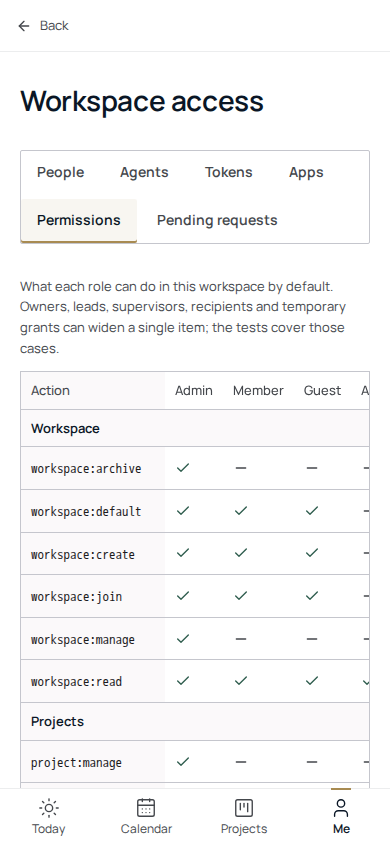 Back
Workspace access
People Agents Tokens Apps
Permissions Pending requests
What each role can do in this workspace by default.
Owners, leads, supervisors, recipients and temporary
grants can widen a single item; the tests cover those
cases.
Action Admin Member Guest
Workspace
workspace:archive
workspace:default
workspace:create
workspace:join
workspace:manage
workspace:read
Projects
project:manage
Today Calendar Projects Me